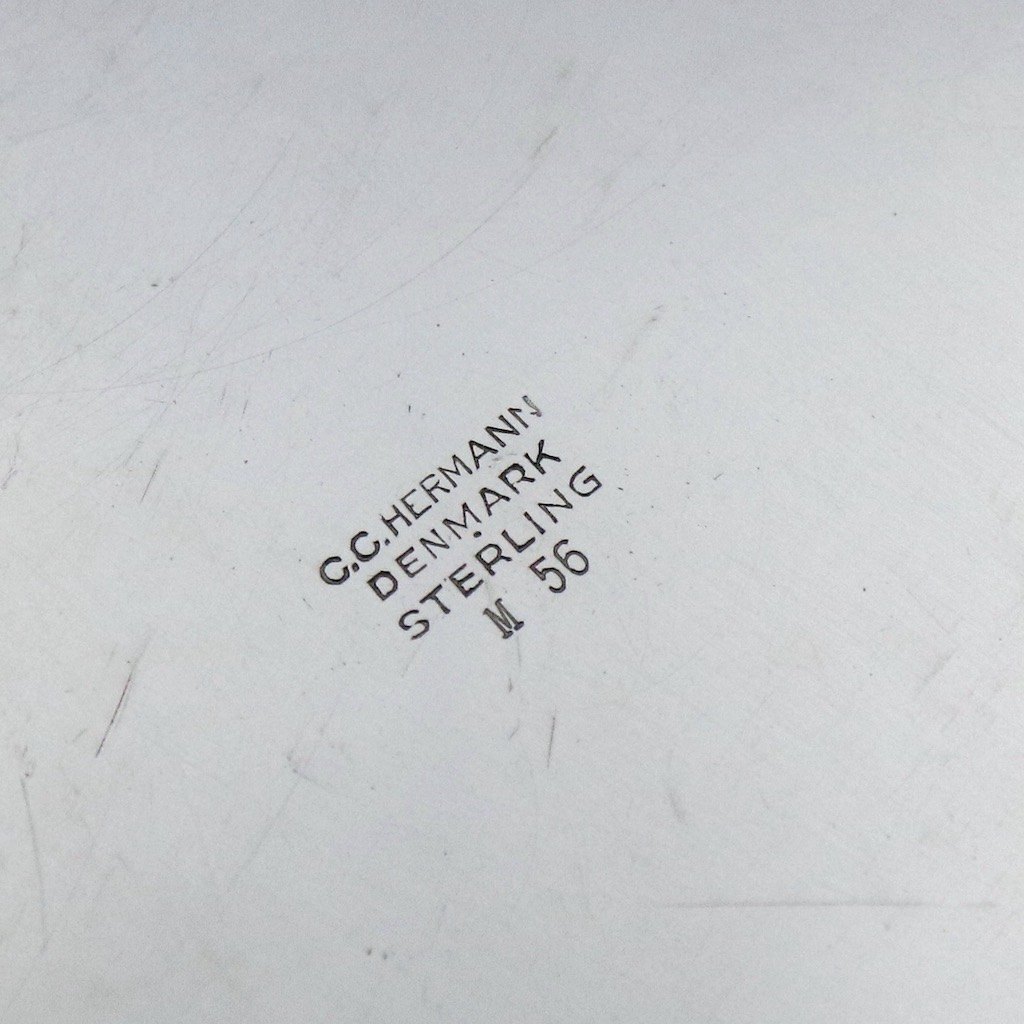 C.C.HERMANN
DENMARK
STERLING
M 56